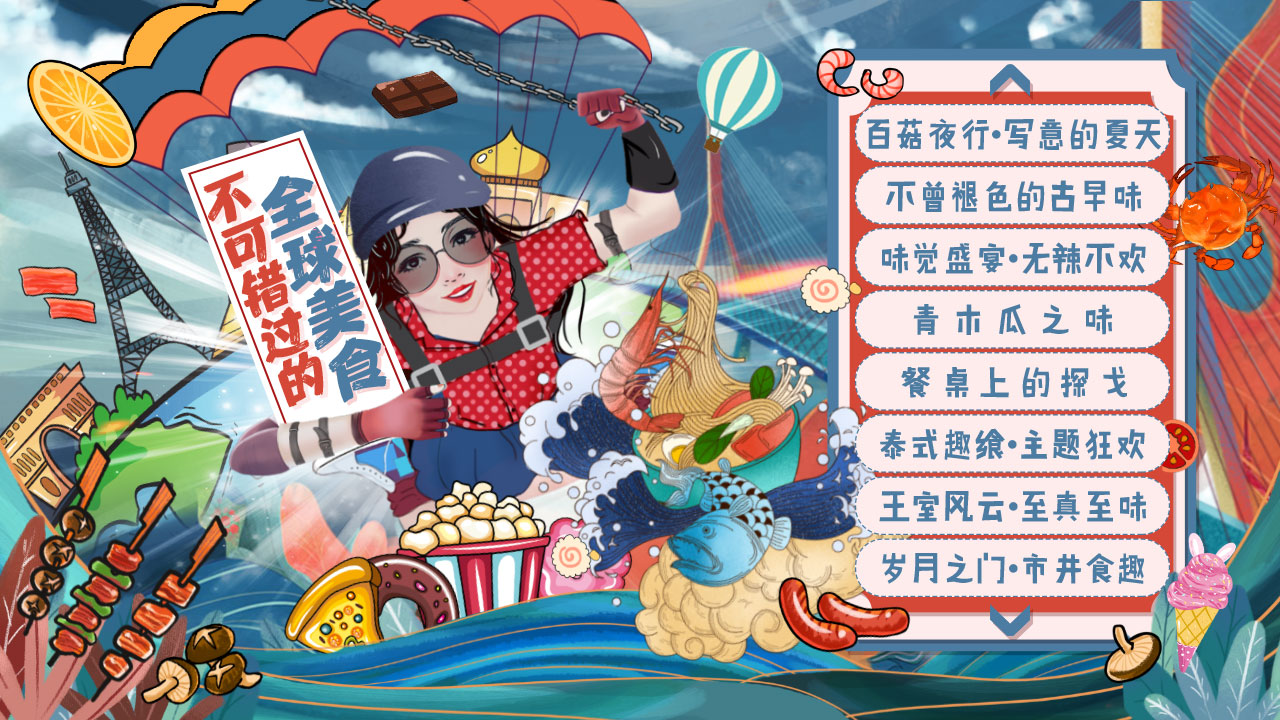 不可错过的
全球美食
百菇夜行•写意的夏天
不曾褪色的古早味
味觉盛宴•无辣不欢
青木瓜之味
餐桌上的探戈
泰式趣飨•主题狂欢
王室风云•至真至味
岁月之门•市井食趣